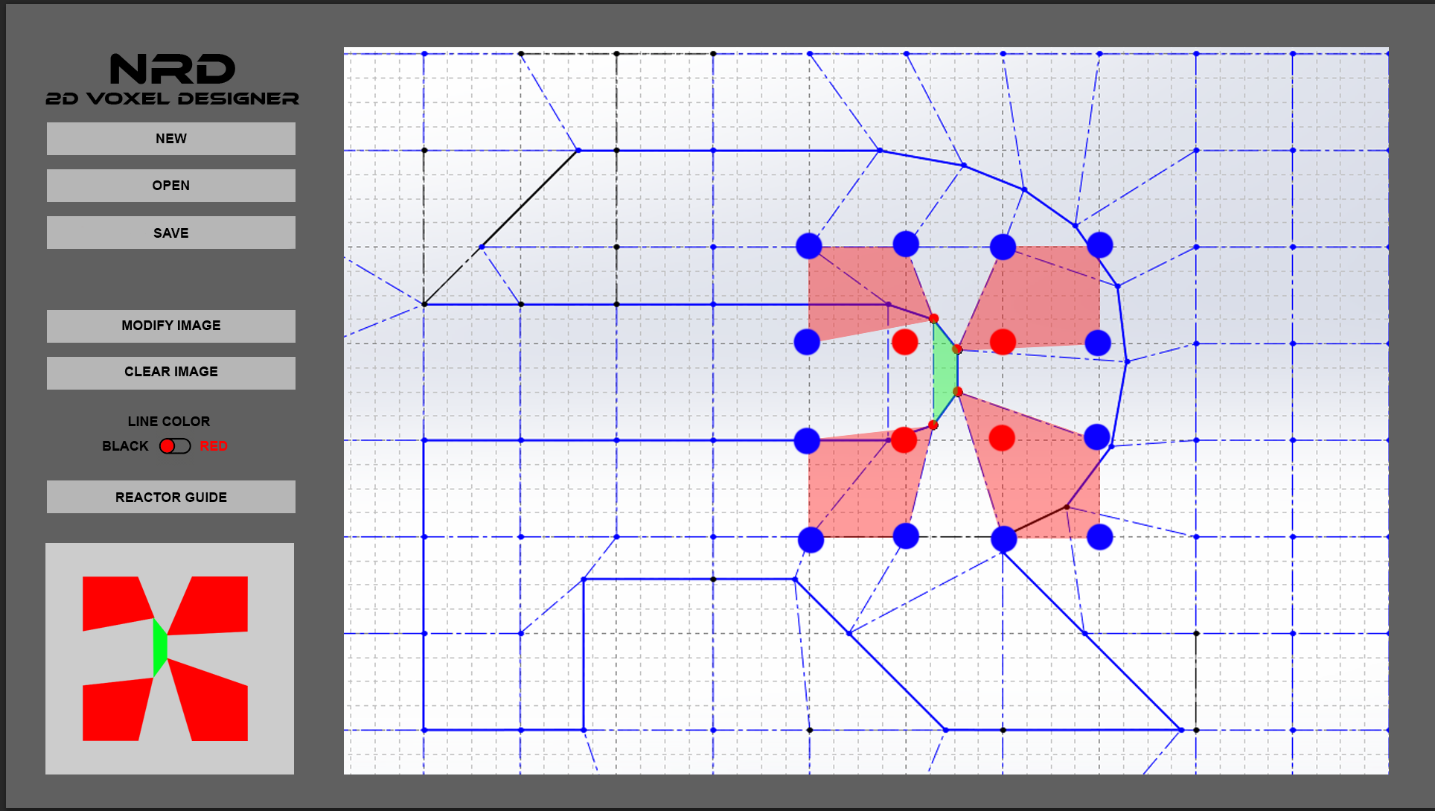 NRD
2D VOXEL DESIGNER
NEW
OPEN
SAVE
MODIFY IMAGE
CLEAR IMAGE
LINE COLOR
BLACK RED
REACTOR GUIDE